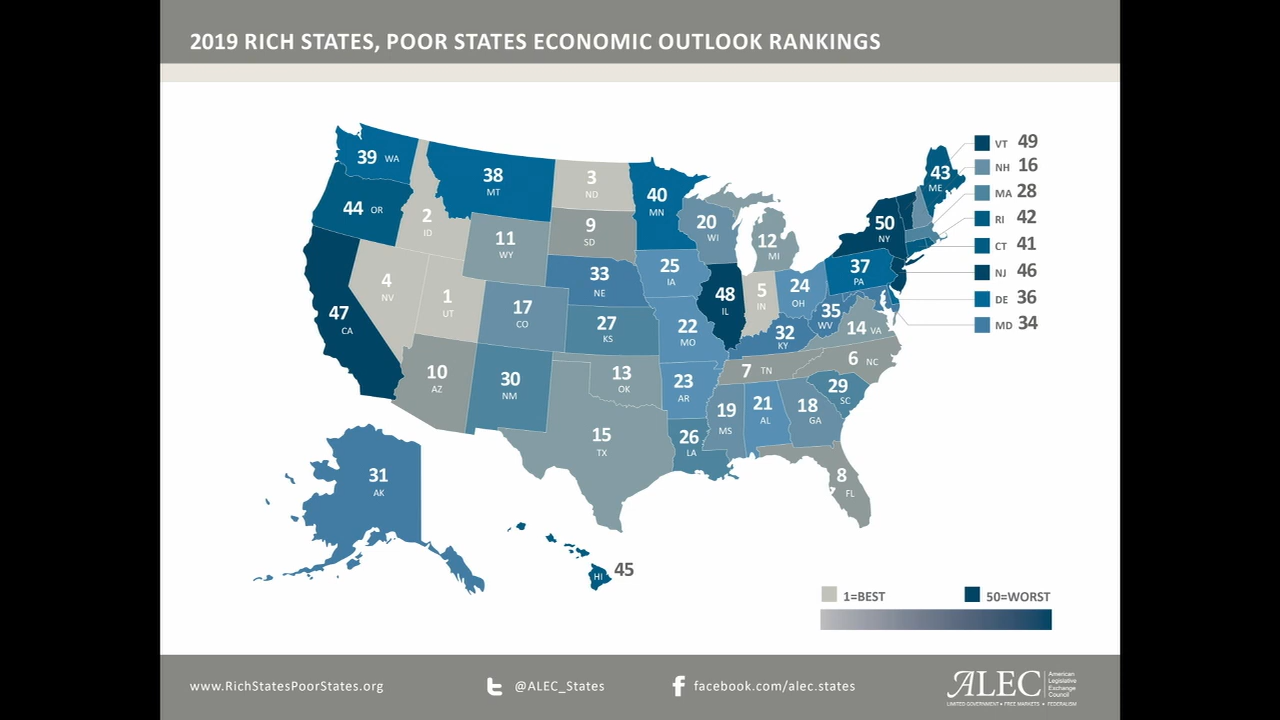 2019 RICH STATES, POOR STATES ECONOMIC OUTLOOK RANKINGS
39 WA
38
MT
3
ND
40
MN
43
ME
VT 49
NH 16
MA 28
RI 42
CT 41
NJ 46
DE 36
MD 34
44 OR
2
ID
11
WY
9
SD
20
WI
12
MI
50
NY
47
CA
4
NV
1
UT
17
CO
33
NE
27
KS
25
IA
22
MO
48
IL
5
IN
24
OH
37
PA
35
WV
32
KY
14 VA
6 NC
7 TN
10
AZ
30
NM
13
OK
23
AR
29
SC
19
MS
21
AL
18
GA
15
TX
26
LA
8
FL
31
AK
HI 45
1=BEST
50=WORST
www.RichStatesPoorStates.org
@ALEC_States
facebook.com/alec.states
ALEC
American
Legislative
Exchange
Council
LIMITED GOVERNMENT • FREE MARKETS • FEDERALISM